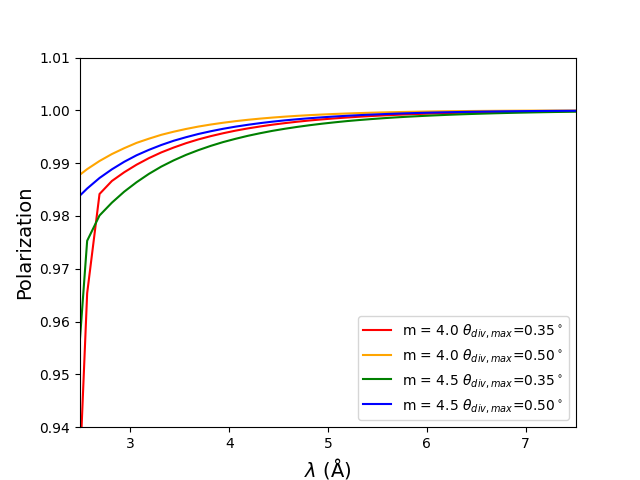 1.01
1.00
0.99
0.98
0.97
0.96
0.95
0.94
Polarization
3 4 5 6 7
λ (Å)
m = 4.0 θdiv,max=0.35°
m = 4.0 θdiv,max=0.50°
m = 4.5 θdiv,max=0.35°
m = 4.5 θdiv,max=0.50°